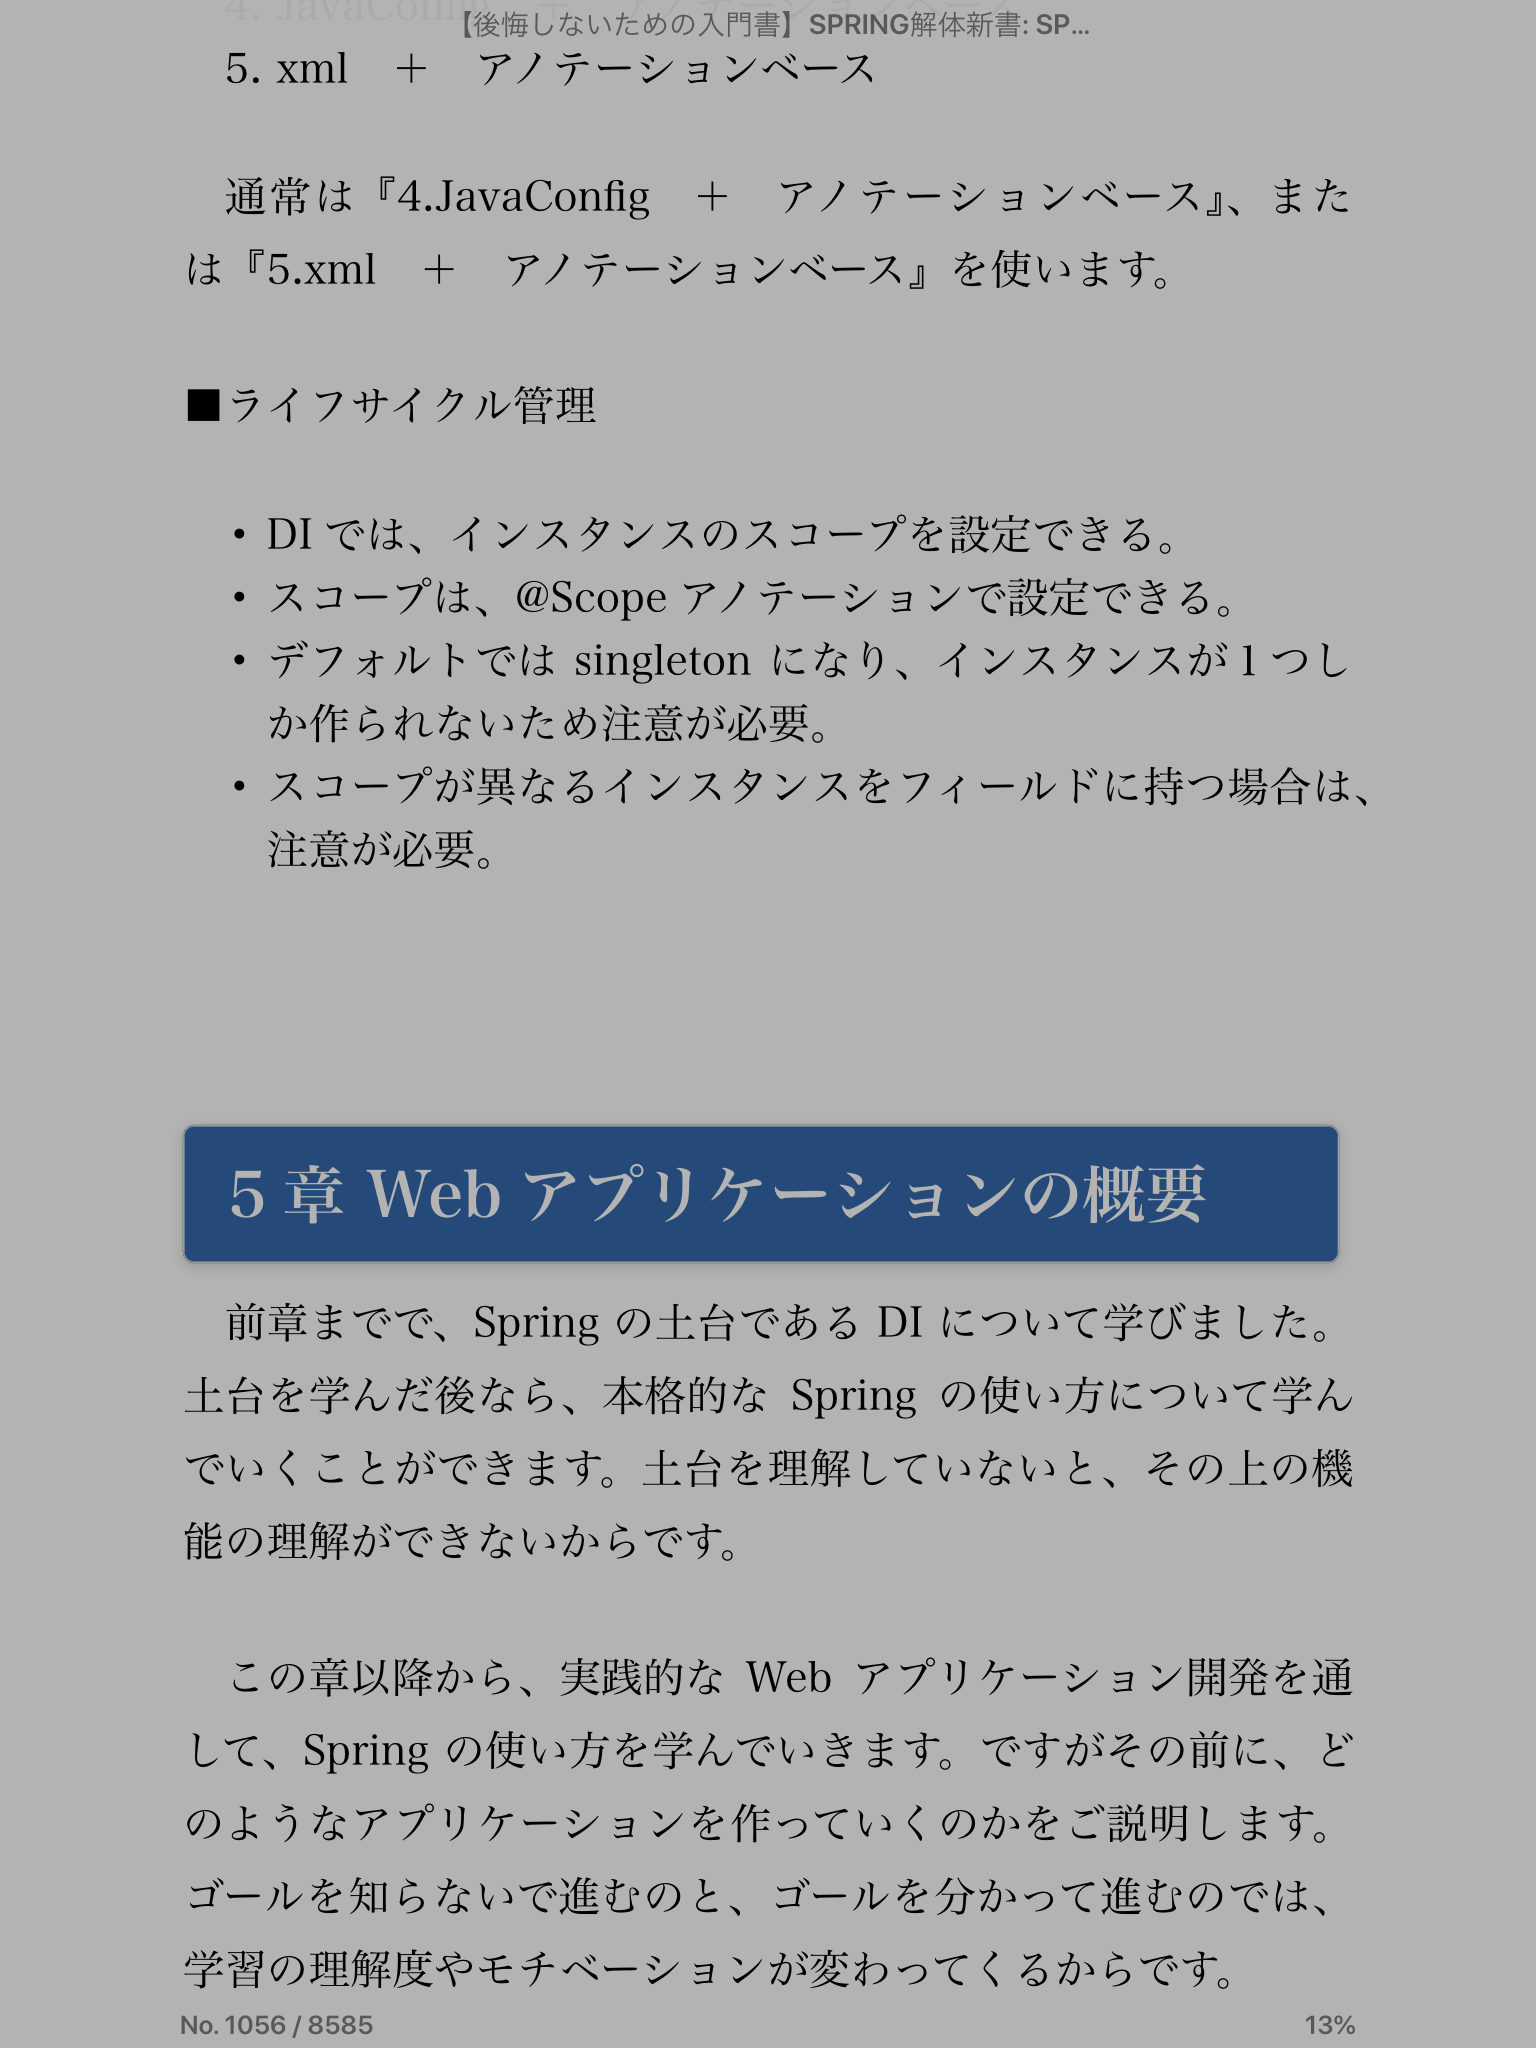 4. JavaConfig　＋　アノテーションベース
【後悔しないための入門書】SPRING解体新書: SP...
5. xml　＋　アノテーションベース
通常は『4.JavaConfig　＋　アノテーションベース』、また
は『5.xml　＋　アノテーションベース』を使います。
■ライフサイクル管理
・DI では、インスタンスのスコープを設定できる。
・スコープは、@Scope アノテーションで設定できる。
・デフォルトでは singleton になり、インスタンスが 1 つし
か作られないため注意が必要。
・スコープが異なるインスタンスをフィールドに持つ場合は、
注意が必要。
5 章 Web アプリケーションの概要
前章までで、Spring の土台である DI について学びました。
土台を学んだ後なら、本格的な Spring の使い方について学ん
でいくことができます。土台を理解していないと、その上の機
能の理解ができないからです。
この章以降から、実践的な Web アプリケーション開発を通
して、Spring の使い方を学んでいきます。ですがその前に、ど
のようなアプリケーションを作っていくのかをご説明します。
ゴールを知らないで進むのと、ゴールを分かって進むのでは、
学習の理解度やモチベーションが変わってくるからです。
No. 1056 / 8585
13%